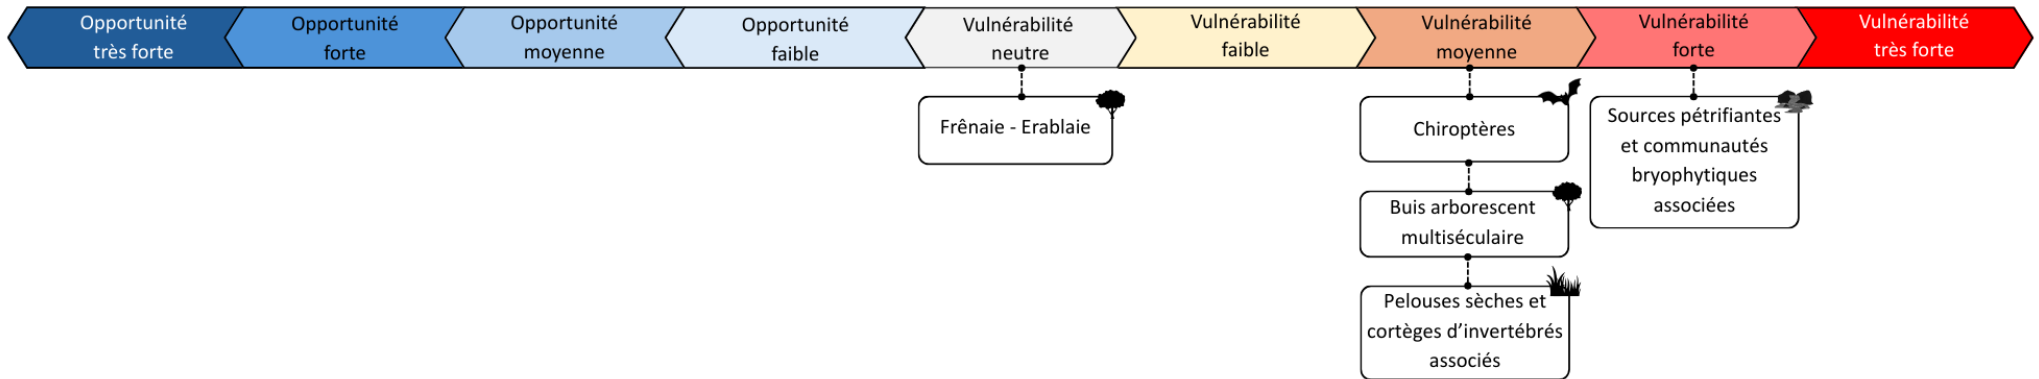 Opportunité
très forte
Opportunité
forte
Opportunité
moyenne
Opportunité
faible
Vulnérabilité
neutre
Vulnérabilité
faible
Vulnérabilité
moyenne
Vulnérabilité
forte
Vulnérabilité
très forte
Frênaie - Erablaie
Chiroptères
Buis arborescent
multiséculaire
Pelouses sèches et
cortèges d'invertébrés
associés
Sources pétrifiantes
et communautés
bryophytiques
associées